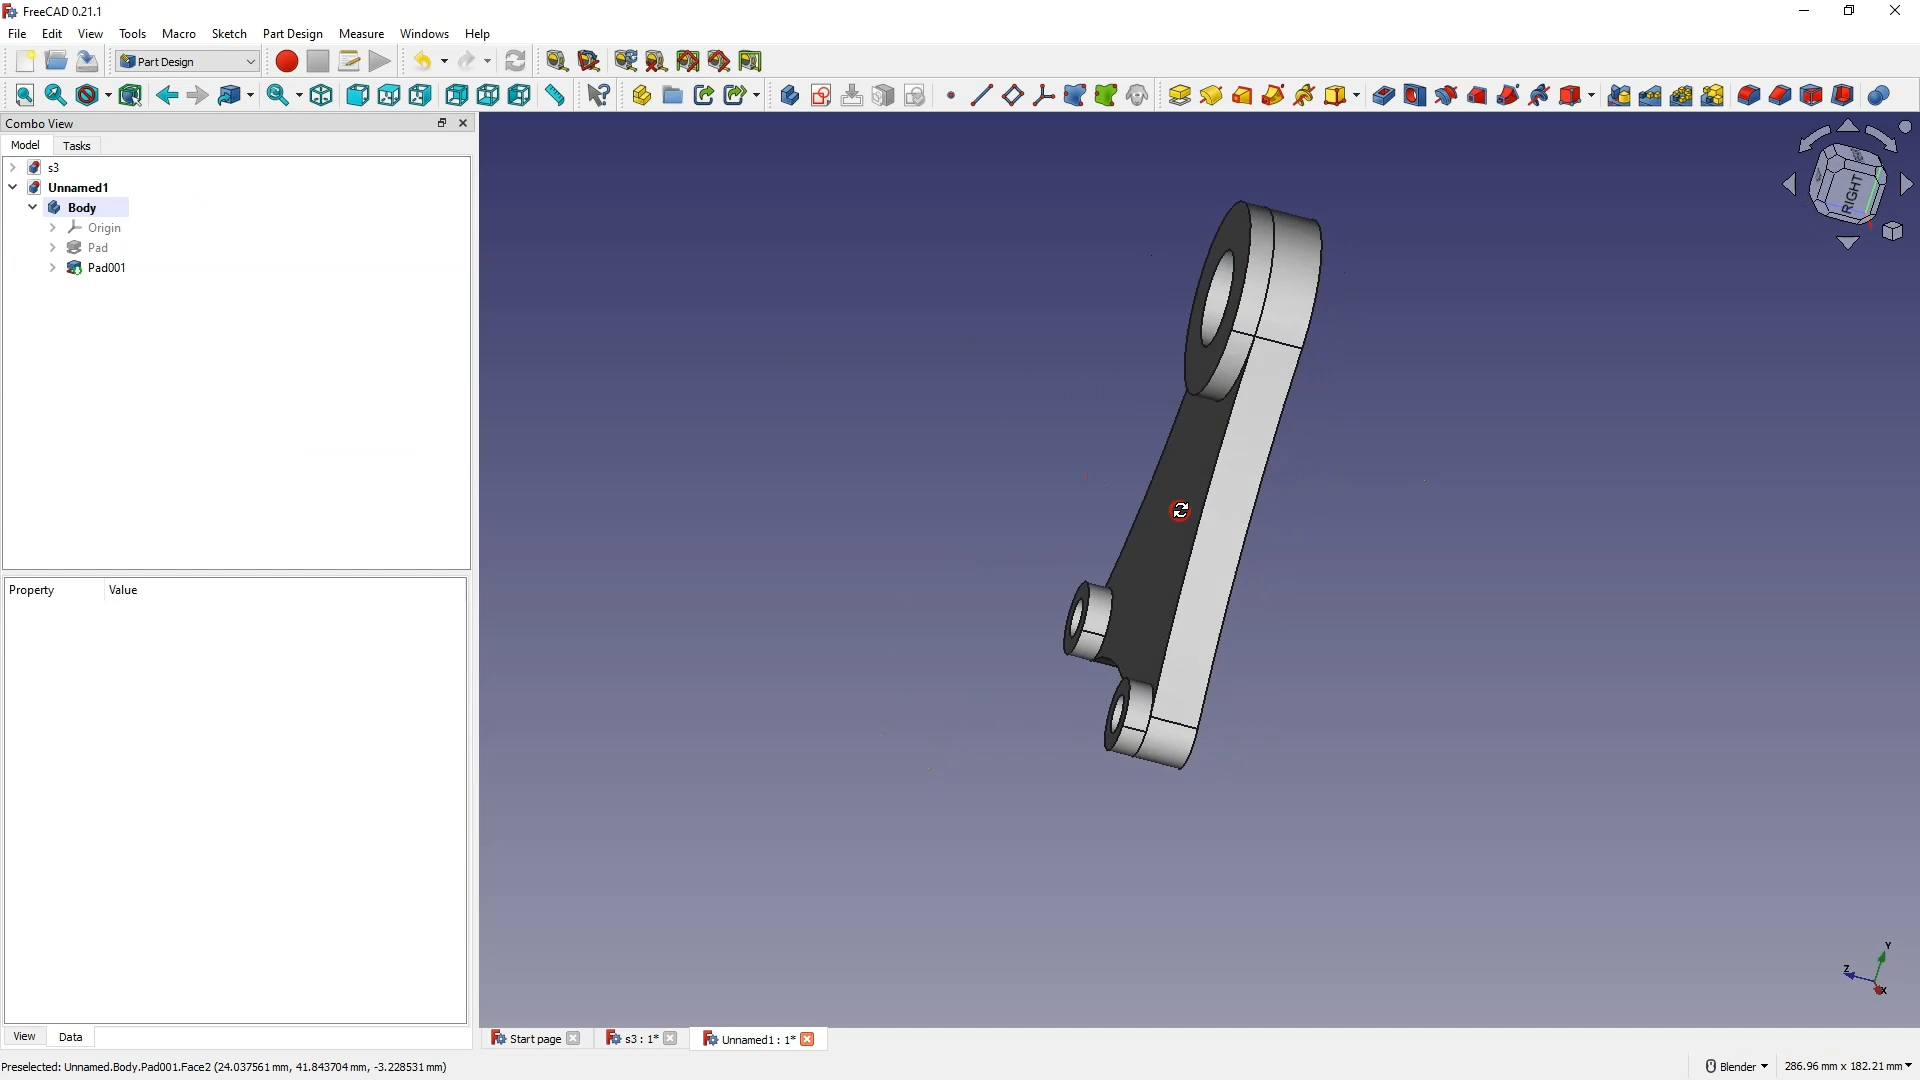 FreeCAD 0.21.1
File Edit View Tools Macro Sketch Part Design Measure Windows Help
Part Design
Combo View
Model Tasks
s3
Unnamed1
Body
Origin
Pad
Pad001
Property Value
View Data
RIGHT
Y
Z
X
Start page s3 : 1* Unnamed1 : 1*
Preselected: Unnamed.Body.Pad001.Face2 (24.037561 mm, 41.843704 mm, -3.228531 mm)
Blender 286.96 mm x 182.21 mm